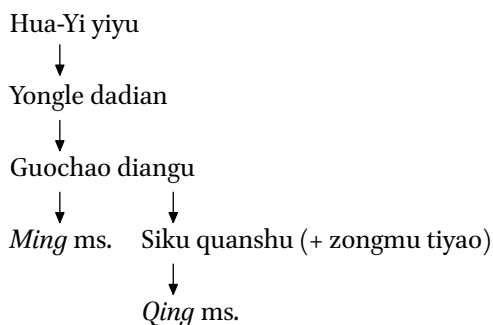 Hua-Yi yiyu
Yongle dadian
Guochao diangu
Ming ms. Siku quanshu (+ zongmu tiyao)
Qing ms.